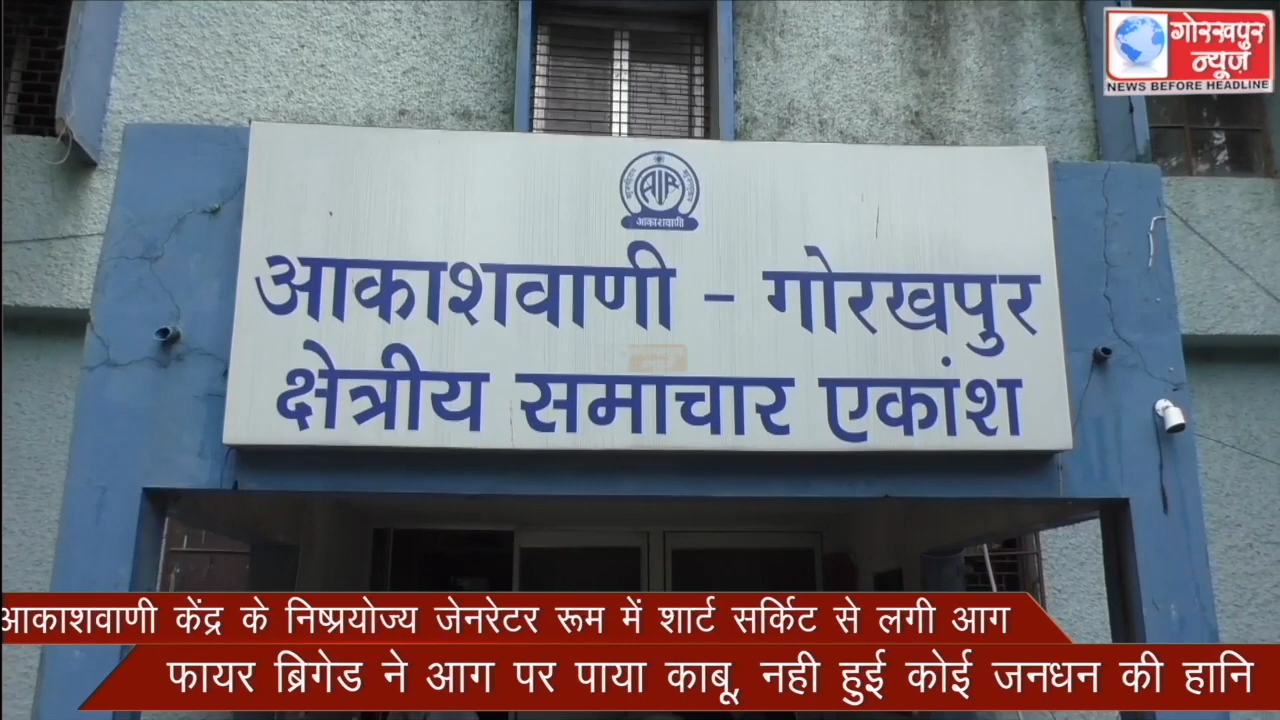 गोरखपुर
न्यूज़
NEWS BEFORE HEADLINE
AIR
आकाशवाणी
आकाशवाणी - गोरखपुर
क्षेत्रीय समाचार एकांश
आकाशवाणी केंद्र के निष्प्रयोज्य जेनरेटर रूम में शार्ट सर्किट से लगी आग
फायर ब्रिगेड ने आग पर पाया काबू, नही हुई कोई जनधन की हानि